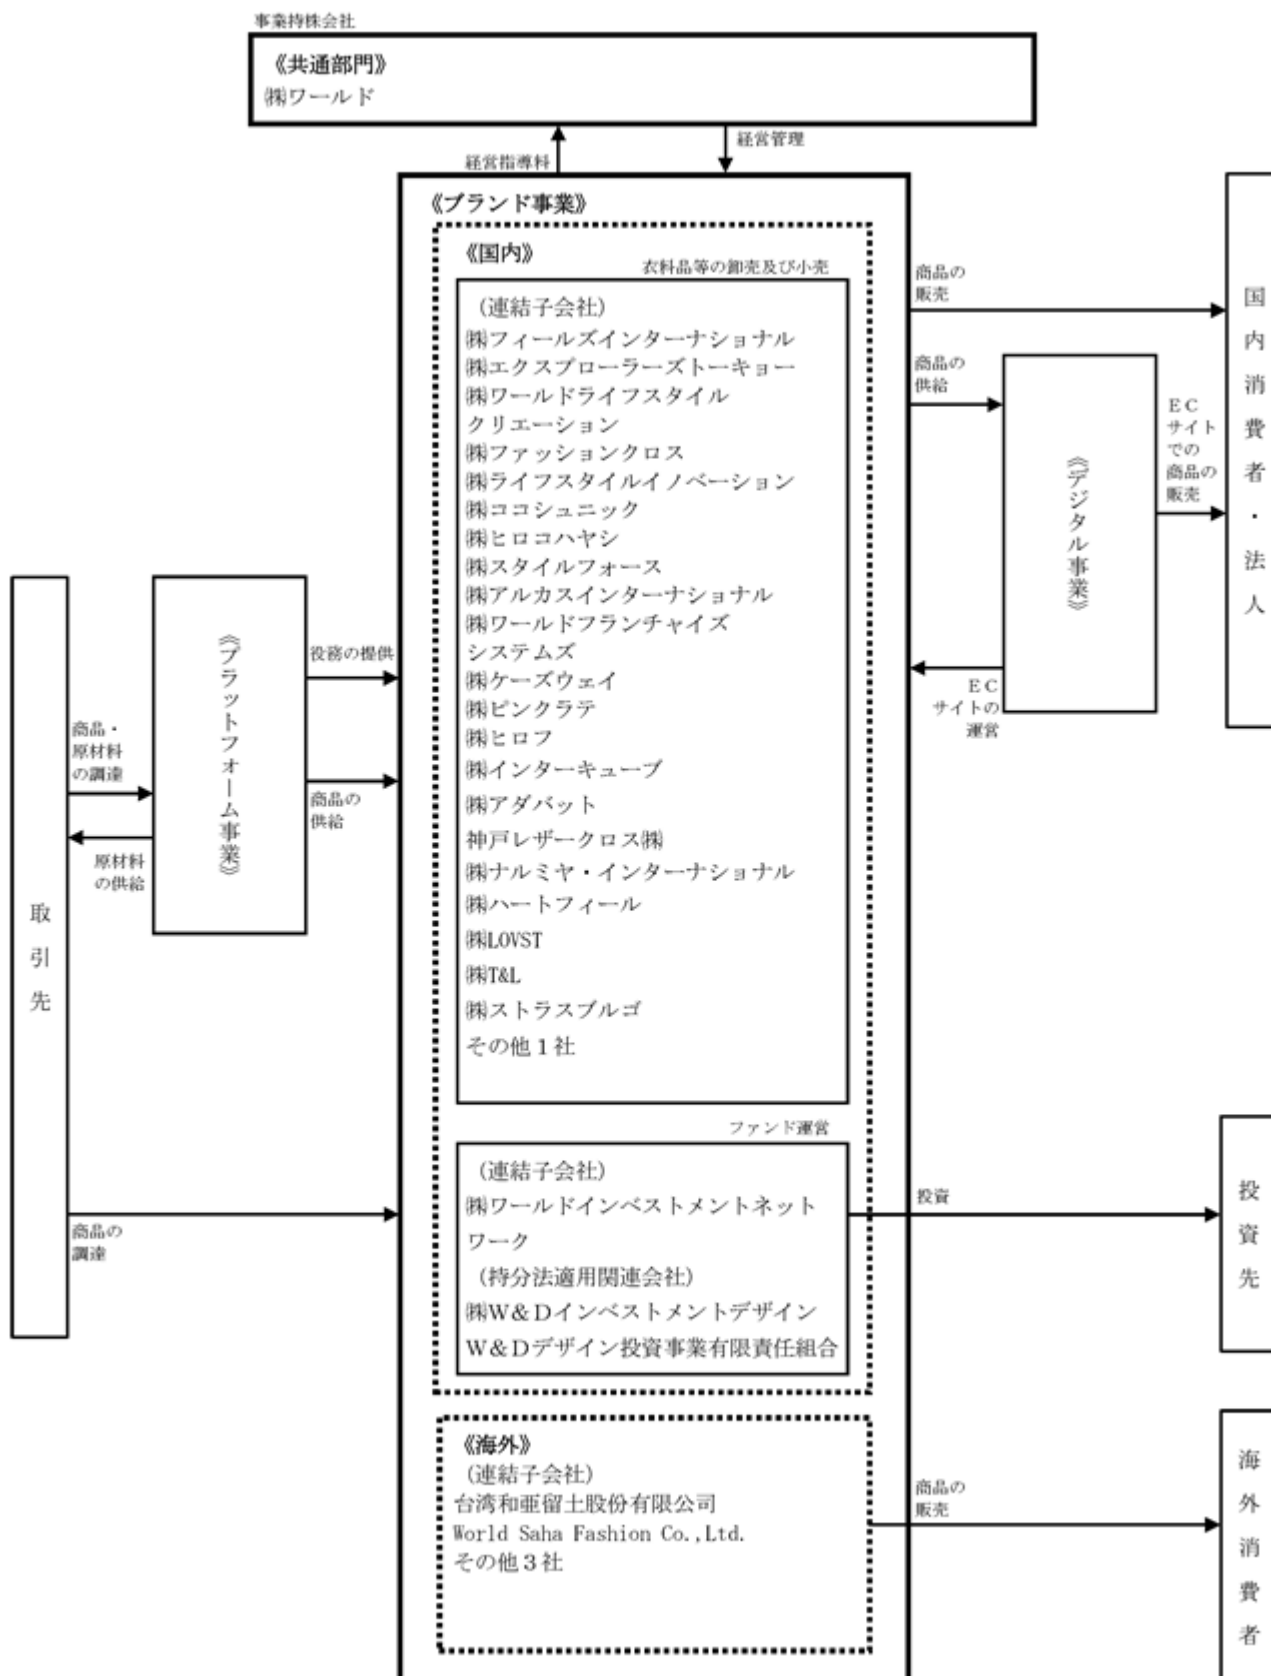 事業持株会社
《共通部門》
㈱ワールド
経営指導料
経営管理
《ブランド事業》
《国内》
衣料品等の卸売及び小売
(連結子会社)
㈱フィールズインターナショナル
㈱エクスプローラーズトーキョー
㈱ワールドライフスタイル
クリエーション
㈱ファッションクロス
㈱ライフスタイルイノベーション
㈱ココシュニック
㈱ヒロコハヤシ
㈱スタイルフォース
㈱アルカスインターナショナル
㈱ワールドフランチャイズ
システムズ
㈱ケーズウェイ
㈱ピンクラテ
㈱ヒロフ
㈱インターキューブ
㈱アダバット
神戸レザークロス㈱
㈱ナルミヤ・インターナショナル
㈱ハートフィール
㈱LOVST
㈱T&L
㈱ストラスブルゴ
その他１社
ファンド運営
(連結子会社)
㈱ワールドインベストメントネット
ワーク
(持分法適用関連会社)
㈱Ｗ＆Ｄインベストメントデザイン
Ｗ＆Ｄデザイン投資事業有限責任組合
《海外》
(連結子会社)
台湾和亜留土股份有限公司
World Saha Fashion Co.,Ltd.
その他３社
取引先
商品・
原材料
の調達
原材料
の供給
商品の
調達
《プラットフォーム事業》
役務の提供
商品の
供給
商品の
販売
商品の
供給
《デジタル事業》
ＥＣ
サイト
での
商品の
販売
ＥＣ
サイトの
運営
国内消費者・法人
投資
投資先
商品の
販売
海外消費者